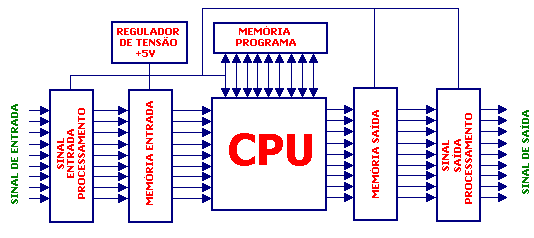 REGULADOR
DE TENSÃO
+5V
MEMÓRIA
PROGRAMA
SINAL DE ENTRADA
SINAL
ENTRADA
PROCESSAMENTO
MEMÓRIA ENTRADA
CPU
MEMÓRIA SAÍDA
SINAL
SAÍDA
PROCESSAMENTO
SINAL DE SAÍDA